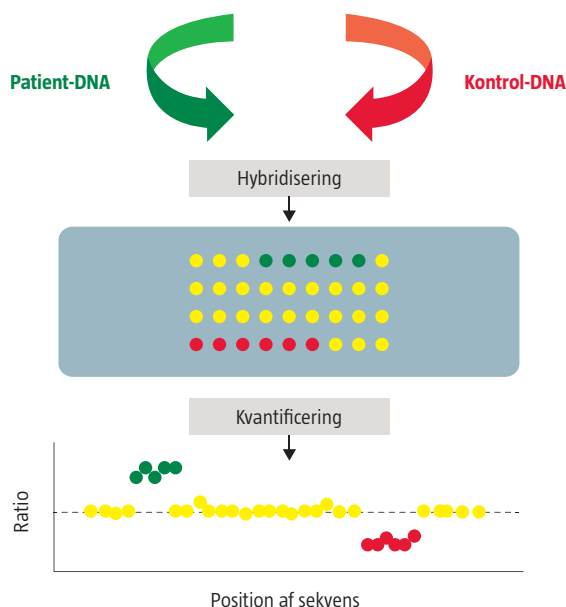 Patient-DNA
Kontrol-DNA
Hybridisering
Kvantificering
Ratio
Position af sekvens